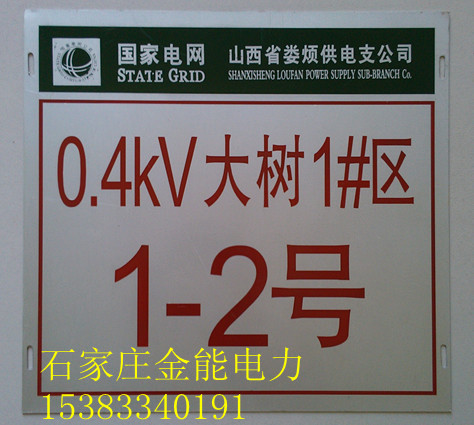 国家电网 山西省娄烦供电支公司
STATE GRID SHANXISHENG LOUFAN POWER SUPPLY SUB-BRANCH Co.
0.4kV大树1#区
1-2号
石家庄金能电力
15383340191